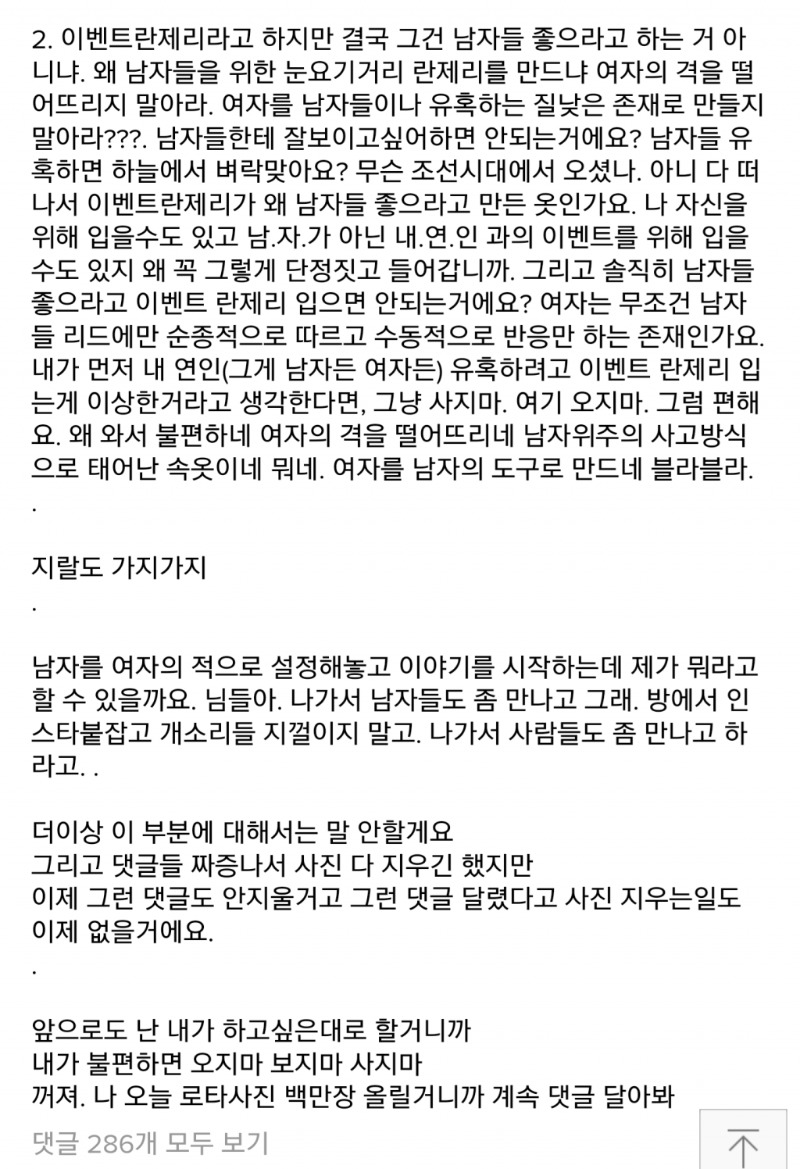 2. 이벤트란제리라고 하지만 결국 그건 남자들 좋으라고 하는 거 아
니냐. 왜 남자들을 위한 눈요기거리 란제리를 만드냐 여자의 격을 떨
어뜨리지 말아라. 여자를 남자들이나 유혹하는 질낮은 존재로 만들지
말아라???. 남자들한테 잘보이고싶어하면 안되는거에요? 남자들 유
혹하면 하늘에서 벼락맞아요? 무슨 조선시대에서 오셨나. 아니 다 떠
나서 이벤트란제리가 왜 남자들 좋으라고 만든 옷인가요. 나 자신을
위해 입을수도 있고 남.자.가 아닌 내.연.인 과의 이벤트를 위해 입을
수도 있지 왜 꼭 그렇게 단정짓고 들어갑니까. 그리고 솔직히 남자들
좋으라고 이벤트 란제리 입으면 안되는거에요? 여자는 무조건 남자
들 리드에만 순종적으로 따르고 수동적으로 반응만 하는 존재인가요.
내가 먼저 내 연인(그게 남자든 여자든) 유혹하려고 이벤트 란제리 입
는게 이상한거라고 생각한다면, 그냥 사지마. 여기 오지마. 그럼 편해
요. 왜 와서 불편하네 여자의 격을 떨어뜨리네 남자위주의 사고방식
으로 태어난 속옷이네 뭐네. 여자를 남자의 도구로 만드네 블라블라.
.
지랄도 가지가지
.
남자를 여자의 적으로 설정해놓고 이야기를 시작하는데 제가 뭐라고
할 수 있을까요. 님들아. 나가서 남자들도 좀 만나고 그래. 방에서 인
스타붙잡고 개소리들 지껄이지 말고. 나가서 사람들도 좀 만나고 하
라고. .
더이상 이 부분에 대해서는 말 안할게요
그리고 댓글들 짜증나서 사진 다 지우긴 했지만
이제 그런 댓글도 안지울거고 그런 댓글 달렸다고 사진 지우는일도
이제 없을거에요.
.
앞으로도 난 내가 하고싶은대로 할거니까
내가 불편하면 오지마 보지마 사지마
꺼져. 나 오늘 로타사진 백만장 올릴거니까 계속 댓글 달아봐
댓글 286개 모두 보기